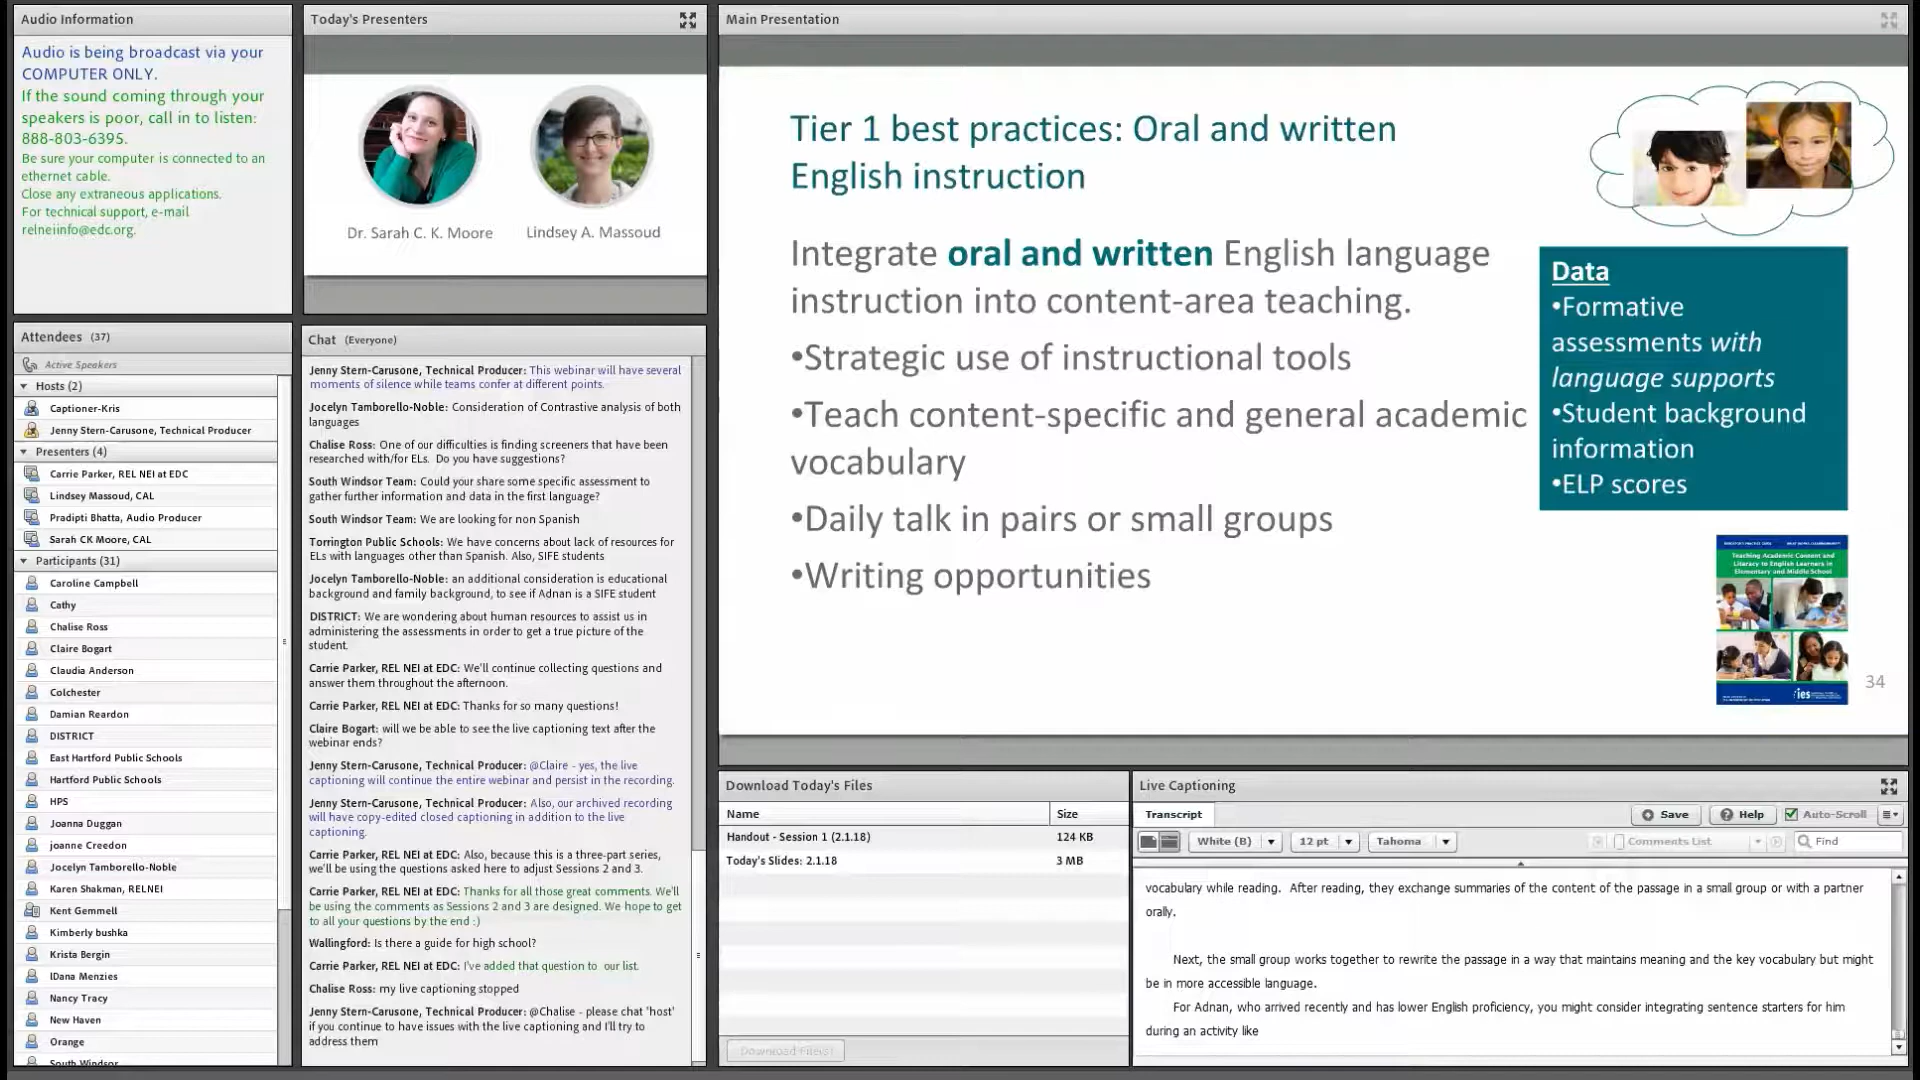 Audio Information
Audio is being broadcast via your
COMPUTER ONLY.
If the sound coming through your
speakers is poor, call in to listen:
888-803-6395.
Be sure your computer is connected to an
ethernet cable.
Close any extraneous applications.
For technical support, e-mail
relneiinfo@edc.org.
Today's Presenters
Dr. Sarah C. K. Moore
Lindsey A. Massoud
Attendees (37)
Active Speakers
Hosts (2)
Captioner-Kris
Jenny Stern-Carusone, Technical Producer
Presenters (4)
Carrie Parker, REL NEI at EDC
Lindsey Massoud, CAL
Pradipti Bhatta, Audio Producer
Sarah CK Moore, CAL
Participants (31)
Caroline Campbell
Cathy
Chalise Ross
Claire Bogart
Claudia Anderson
Colchester
Damian Reardon
DISTRICT
East Hartford Public Schools
Hartford Public Schools
HPS
Joanna Duggan
joanne Creedon
Jocelyn Tamborello-Noble
Karen Shakman, RELNEI
Kent Gemmell
Kimberly bushka
Krista Bergin
lDana Menzies
Nancy Tracy
New Haven
Orange
South Windsor
Chat (Everyone)
Jenny Stern-Carusone, Technical Producer: This webinar will have several
moments of silence while teams confer at different points.
Jocelyn Tamborello-Noble: Consideration of Contrastive analysis of both
languages
Chalise Ross: One of our difficulties is finding screeners that have been
researched with/for ELs. Do you have suggestions?
South Windsor Team: Could your share some specific assessment to
gather further information and data in the first language?
South Windsor Team: We are looking for non Spanish
Torrington Public Schools: We have concerns about lack of resources for
ELs with languages other than Spanish. Also, SIFE students
Jocelyn Tamborello-Noble: an additional consideration is educational
background and family background, to see if Adnan is a SIFE student
DISTRICT: We are wondering about human resources to assist us in
administering the assessments in order to get a true picture of the
student.
Carrie Parker, REL NEI at EDC: We'll continue collecting questions and
answer them throughout the afternoon.
Carrie Parker, REL NEI at EDC: Thanks for so many questions!
Claire Bogart: will we be able to see the live captioning text after the
webinar ends?
Jenny Stern-Carusone, Technical Producer: @Claire - yes, the live
captioning will continue the entire webinar and persist in the recording.
Jenny Stern-Carusone, Technical Producer: Also, our archived recording
will have copy-edited closed captioning in addition to the live
captioning.
Carrie Parker, REL NEI at EDC: Also, because this is a three-part series,
we'll be using the questions asked here to adjust Sessions 2 and 3.
Carrie Parker, REL NEI at EDC: Thanks for all those great comments. We'll
be using the comments as Sessions 2 and 3 are designed. We hope to get
to all your questions by the end :)
Wallingford: Is there a guide for high school?
Carrie Parker, REL NEI at EDC: I've added that question to our list.
Chalise Ross: my live captioning stopped
Jenny Stern-Carusone, Technical Producer: @Chalise - please chat 'host'
if you continue to have issues with the live captioning and I'll try to
address them
Main Presentation
Tier 1 best practices: Oral and written
English instruction
Integrate oral and written English language
instruction into content-area teaching.
•Strategic use of instructional tools
•Teach content-specific and general academic
vocabulary
•Daily talk in pairs or small groups
•Writing opportunities
Data
•Formative
assessments with
language supports
•Student background
information
•ELP scores
Teaching Academic Content and
Literacy to English Learners in
Elementary and Middle School
ies
34
Download Today's Files
Name Size
Handout - Session 1 (2.1.18) 124 KB
Today's Slides: 2.1.18 3 MB
Download File(s)
Live Captioning
Transcript
Save
Help
Auto-Scroll
White (B)
12 pt
Tahoma
Comments List
Find
vocabulary while reading. After reading, they exchange summaries of the content of the passage in a small group or with a partner
orally.
Next, the small group works together to rewrite the passage in a way that maintains meaning and the key vocabulary but might
be in more accessible language.
For Adnan, who arrived recently and has lower English proficiency, you might consider integrating sentence starters for him
during an activity like